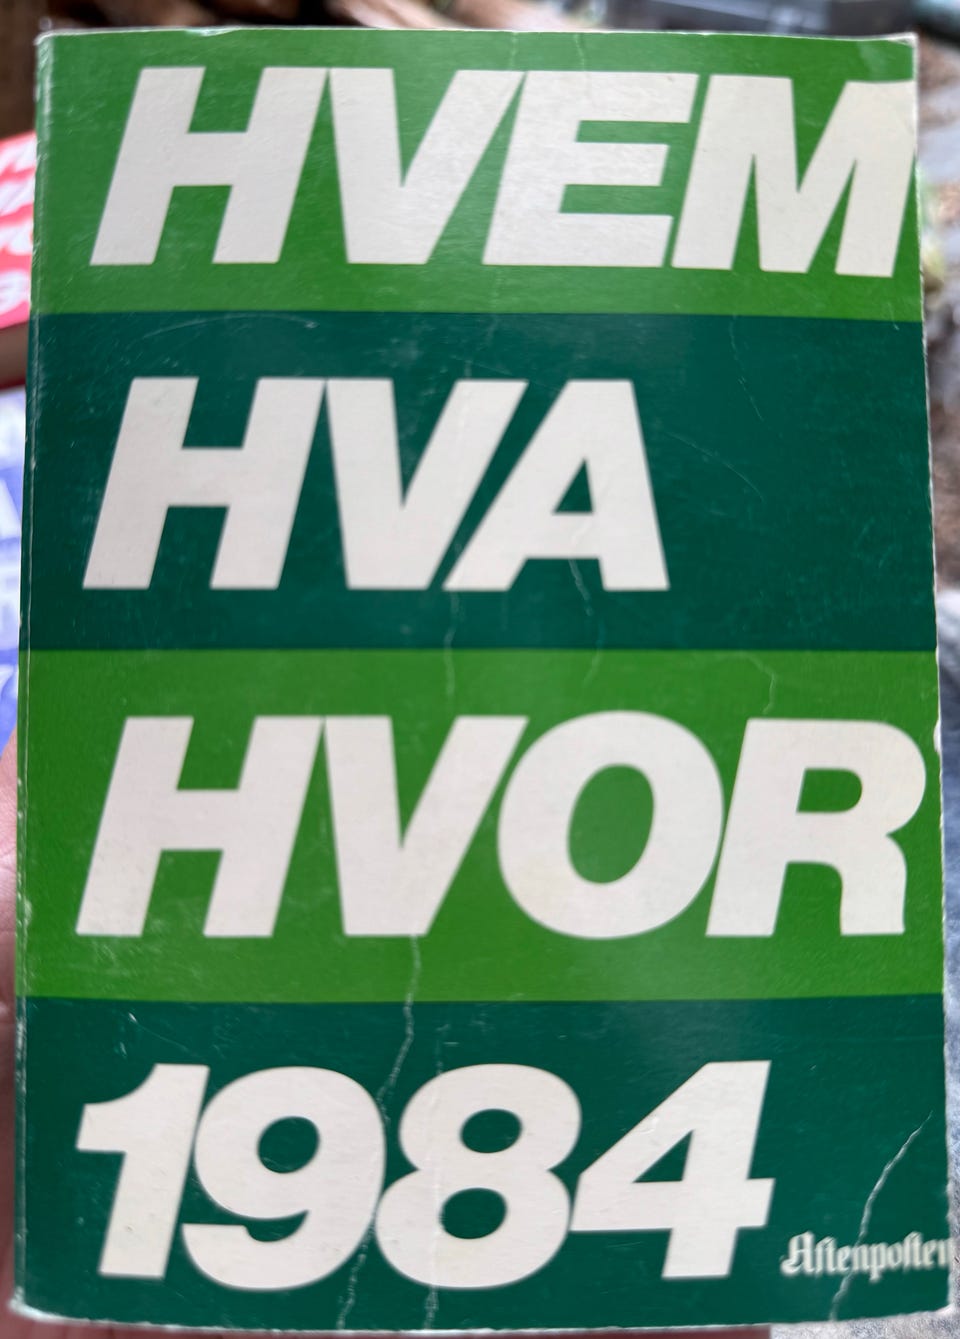 HVEM
HVA
HVOR
1984
Aftenposten